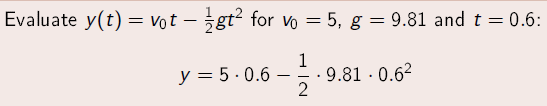 Evaluate y(t) = v₀t − ½gt² for v₀ = 5, g = 9.81 and t = 0.6:
y = 5 · 0.6 − 1/2 · 9.81 · 0.6²